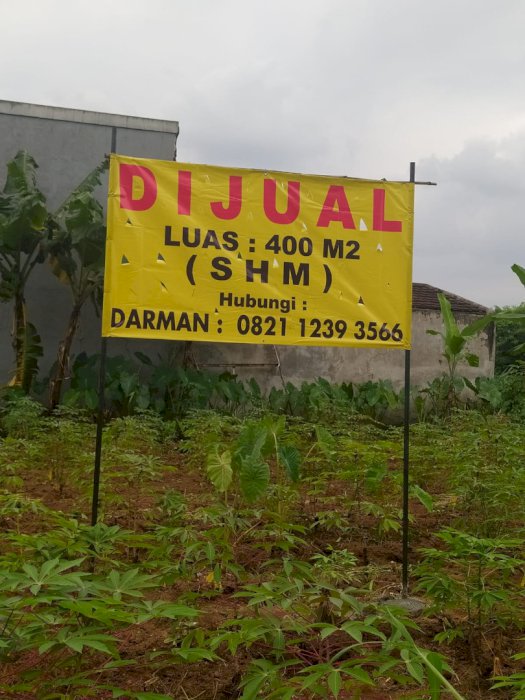 DIJUAL
LUAS : 400 M2
( S H M )
Hubungi :
DARMAN : 0821 1239 3566